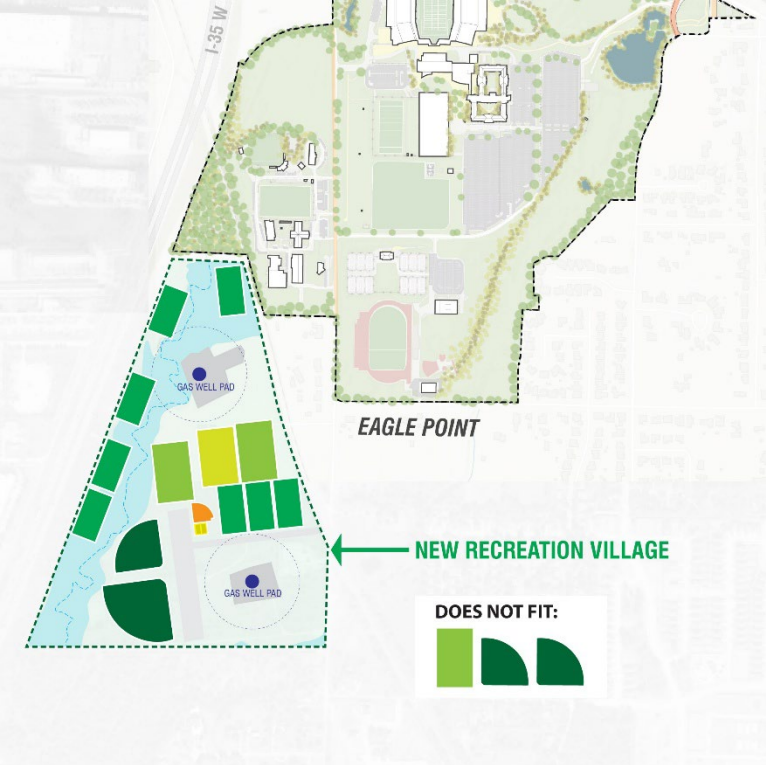 I-35 W
GAS WELL PAD
EAGLE POINT
NEW RECREATION VILLAGE
GAS WELL PAD
DOES NOT FIT: